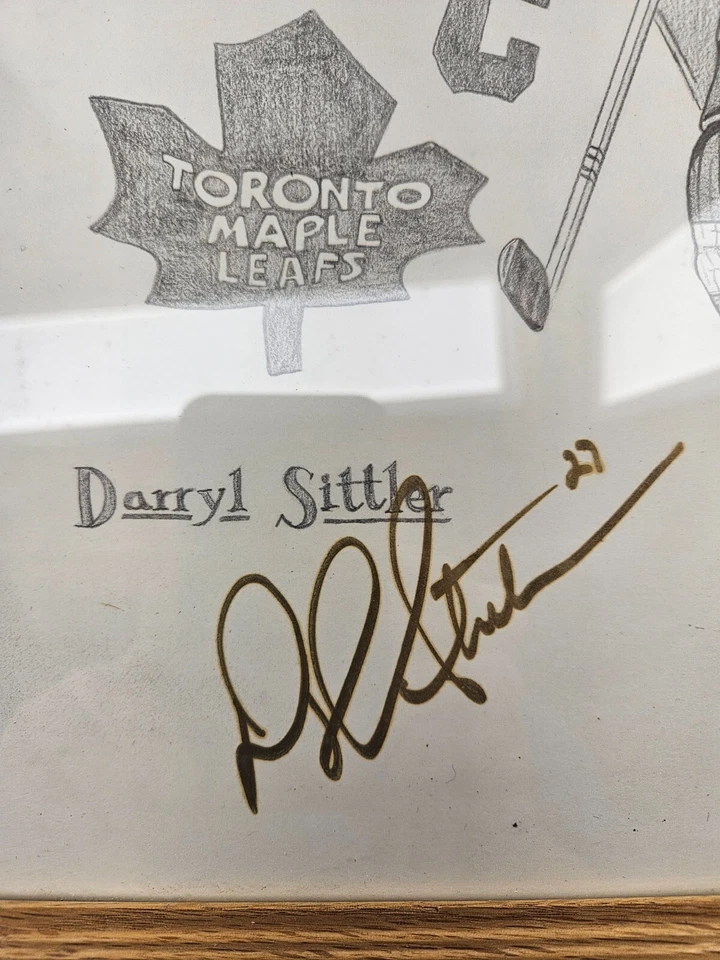 C
TORONTO
MAPLE
LEAFS
Darryl Sittler
27